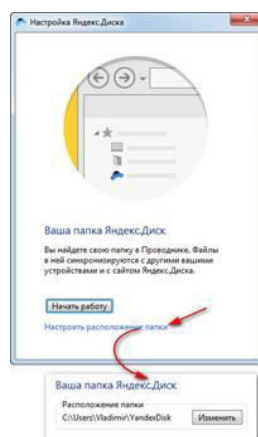 Настройка Яндекс.Диска
Ваша папка Яндекс.Диск
Вы найдете свою папку в Проводнике. Файлы
в ней синхронизируются с другими вашими
устройствами и с сайтом Яндекс.Диска.
Начать работу
Настроить расположение папки
Ваша папка Яндекс.Диск
Расположение папки
C:\Users\Vladimir\YandexDisk
Изменить